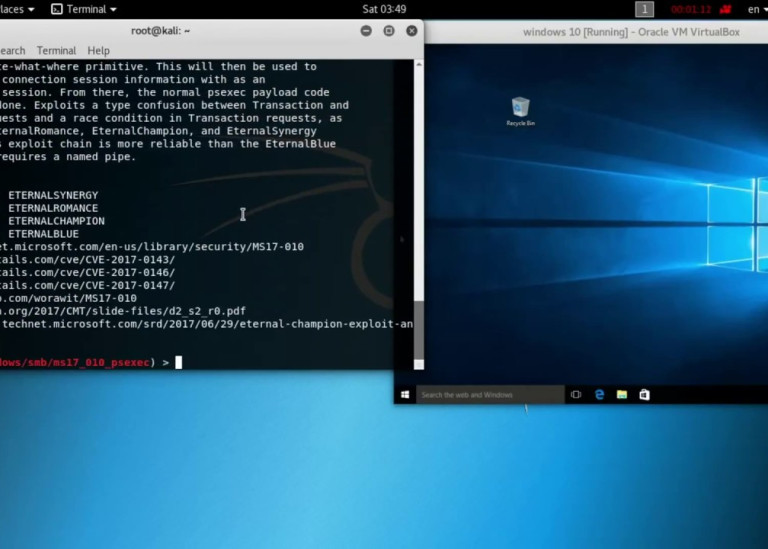 laces Terminal Sat 03:49 1 00:01:12 en
root@kali: ~
earch Terminal Help
te-what-where primitive. This will then be used to
connection session information with as an
session. From there, the normal psexec payload code
done. Exploits a type confusion between Transaction and
uests and a race condition in Transaction requests, as
ernalRomance, EternalChampion, and EternalSynergy
s exploit chain is more reliable than the EternalBlue
requires a named pipe.
ETERNALSYNERGY
ETERNALROMANCE
ETERNALCHAMPION
ETERNALBLUE
et.microsoft.com/en-us/library/security/MS17-010
tails.com/cve/CVE-2017-0143/
tails.com/cve/CVE-2017-0146/
tails.com/cve/CVE-2017-0147/
b.com/worawit/MS17-010
n.org/2017/CMT/slide-files/d2_s2_r0.pdf
technet.microsoft.com/srd/2017/06/29/eternal-champion-exploit-an
dows/smb/ms17_010_psexec) >
windows 10 [Running] - Oracle VM VirtualBox
Recycle Bin
Search the web and Windows